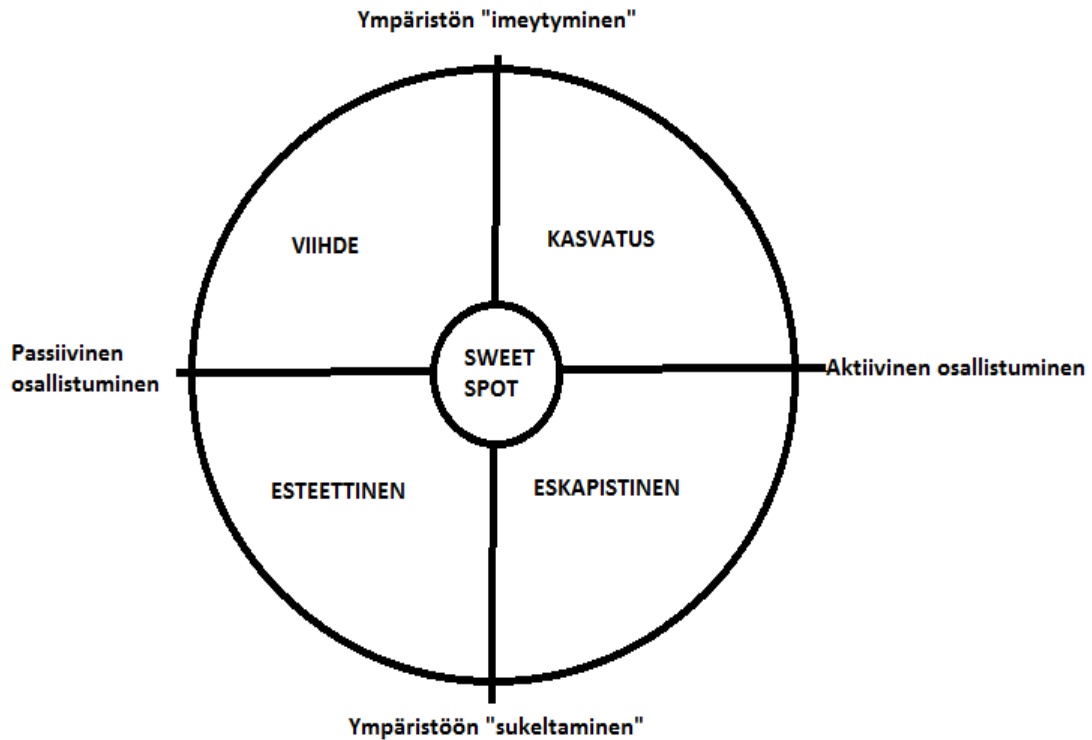 Ympäristön "imeytyminen"
VIIHDE
KASVATUS
Passiivinen
osallistuminen
SWEET
SPOT
Aktiivinen osallistuminen
ESTEETTINEN
ESKAPISTINEN
Ympäristöön "sukeltaminen"